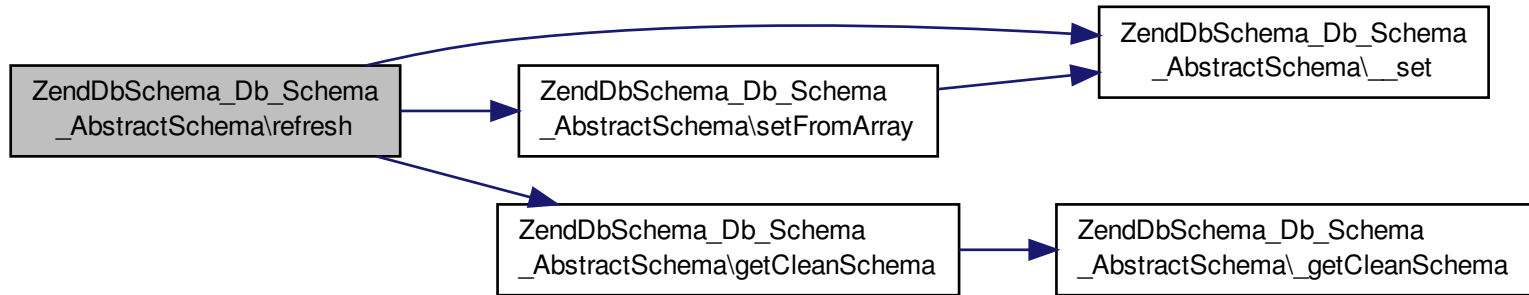 ZendDbSchema_Db_Schema
_AbstractSchema\refresh
ZendDbSchema_Db_Schema
_AbstractSchema\__set
ZendDbSchema_Db_Schema
_AbstractSchema\setFromArray
ZendDbSchema_Db_Schema
_AbstractSchema\getCleanSchema
ZendDbSchema_Db_Schema
_AbstractSchema\_getCleanSchema